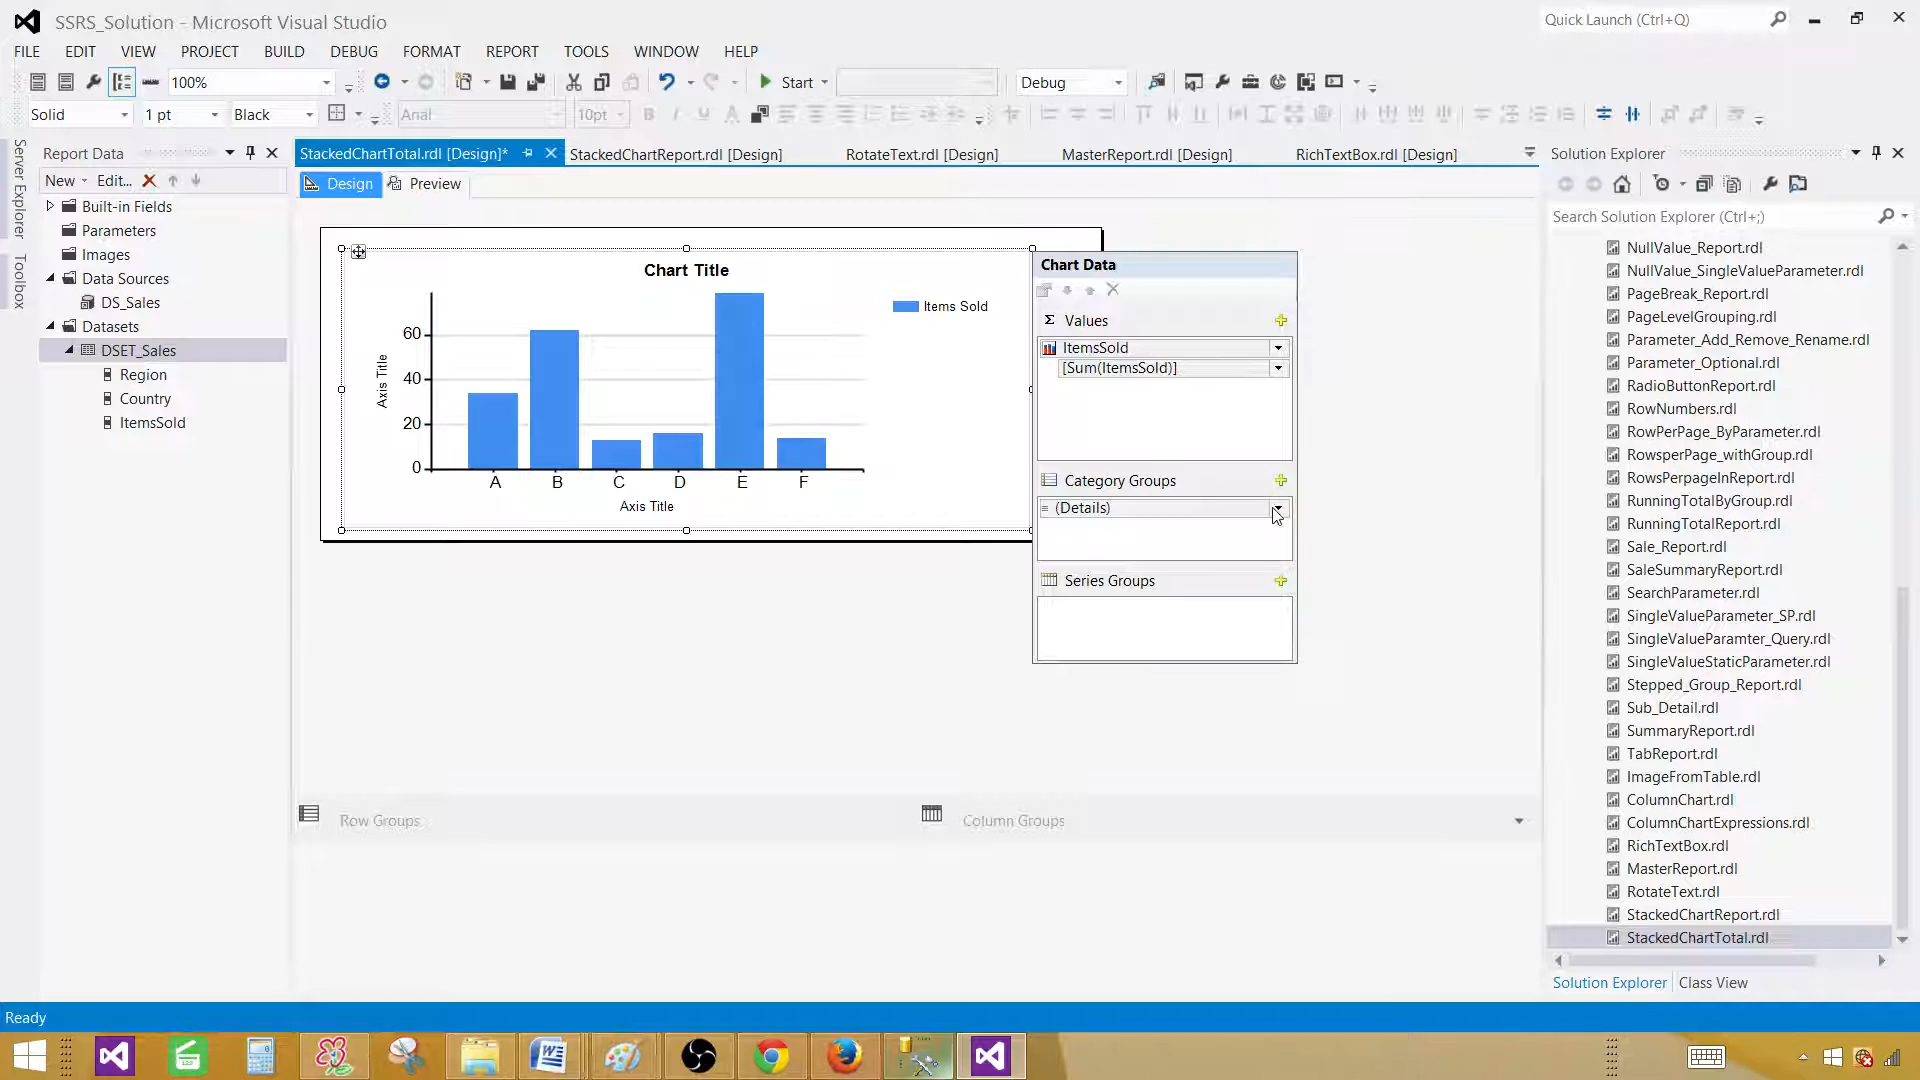 SSRS_Solution - Microsoft Visual Studio
Quick Launch (Ctrl+Q)
FILE EDIT VIEW PROJECT BUILD DEBUG FORMAT REPORT TOOLS WINDOW HELP
100%
Start
Debug
Solid
1 pt
Black
Arial
10pt
B I U A
Server Explorer
Toolbox
Report Data
New
Edit...
Built-in Fields
Parameters
Images
Data Sources
DS_Sales
Datasets
DSET_Sales
Region
Country
ItemsSold
StackedChartTotal.rdl [Design]*
StackedChartReport.rdl [Design]
RotateText.rdl [Design]
MasterReport.rdl [Design]
RichTextBox.rdl [Design]
Design
Preview
Chart Title
Items Sold
Axis Title
60
40
20
0
A B C D E F
Axis Title
Chart Data
Σ Values
ItemsSold
[Sum(ItemsSold)]
Category Groups
(Details)
Series Groups
Row Groups
Column Groups
Solution Explorer
Search Solution Explorer (Ctrl+;)
NullValue_Report.rdl
NullValue_SingleValueParameter.rdl
PageBreak_Report.rdl
PageLevelGrouping.rdl
Parameter_Add_Remove_Rename.rdl
Parameter_Optional.rdl
RadioButtonReport.rdl
RowNumbers.rdl
RowPerPage_ByParameter.rdl
RowsperPage_withGroup.rdl
RowsPerpageInReport.rdl
RunningTotalByGroup.rdl
RunningTotalReport.rdl
Sale_Report.rdl
SaleSummaryReport.rdl
SearchParameter.rdl
SingleValueParameter_SP.rdl
SingleValueParamter_Query.rdl
SingleValueStaticParameter.rdl
Stepped_Group_Report.rdl
Sub_Detail.rdl
SummaryReport.rdl
TabReport.rdl
ImageFromTable.rdl
ColumnChart.rdl
ColumnChartExpressions.rdl
RichTextBox.rdl
MasterReport.rdl
RotateText.rdl
StackedChartReport.rdl
StackedChartTotal.rdl
Solution Explorer
Class View
Ready